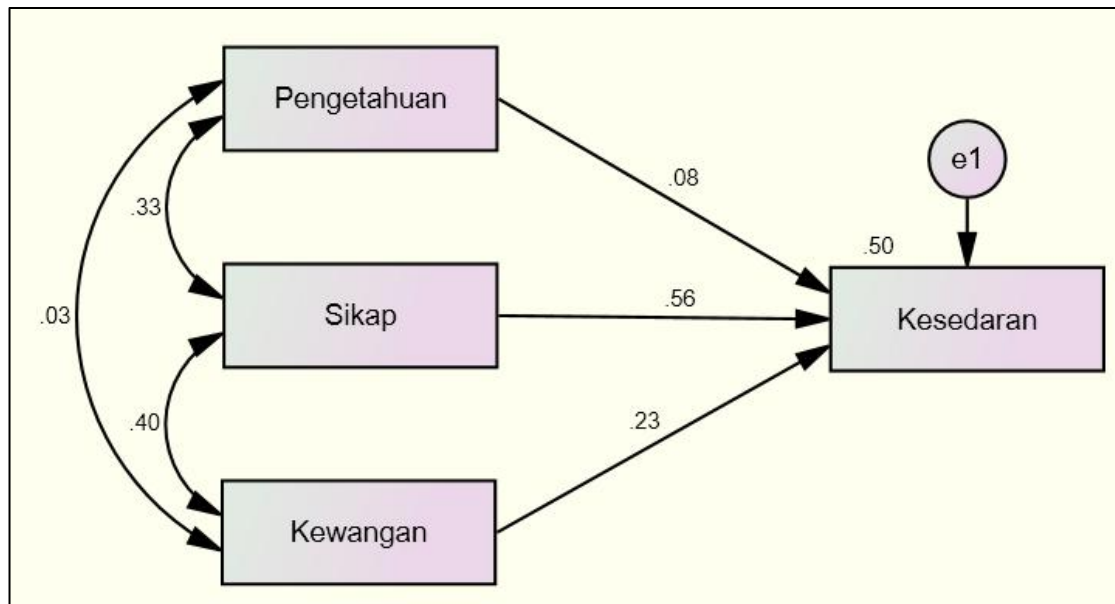 Pengetahuan
e1
.08
.33
.50
Sikap
.56
Kesedaran
.03
.40
.23
Kewangan